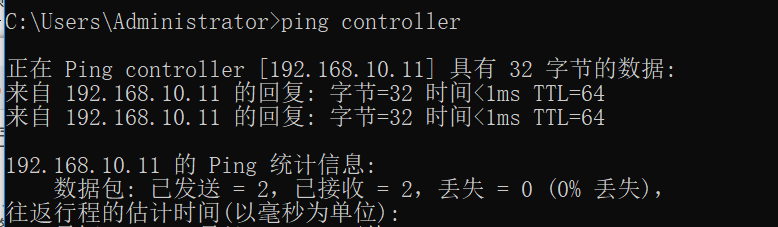 C:\Users\Administrator>ping controller
正在 Ping controller [192.168.10.11] 具有 32 字节的数据:
来自 192.168.10.11 的回复: 字节=32 时间<1ms TTL=64
来自 192.168.10.11 的回复: 字节=32 时间<1ms TTL=64
192.168.10.11 的 Ping 统计信息:
数据包: 已发送 = 2，已接收 = 2，丢失 = 0 (0% 丢失)，
往返行程的估计时间(以毫秒为单位):